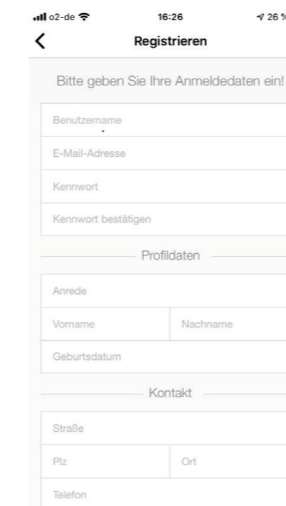 o2-de 16:26 26 %
Registrieren
Bitte geben Sie Ihre Anmeldedaten ein!
Benutzername
E-Mail-Adresse
Kennwort
Kennwort bestätigen
Profildaten
Anrede
Vorname Nachname
Geburtsdatum
Kontakt
Straße
Plz Ort
Telefon